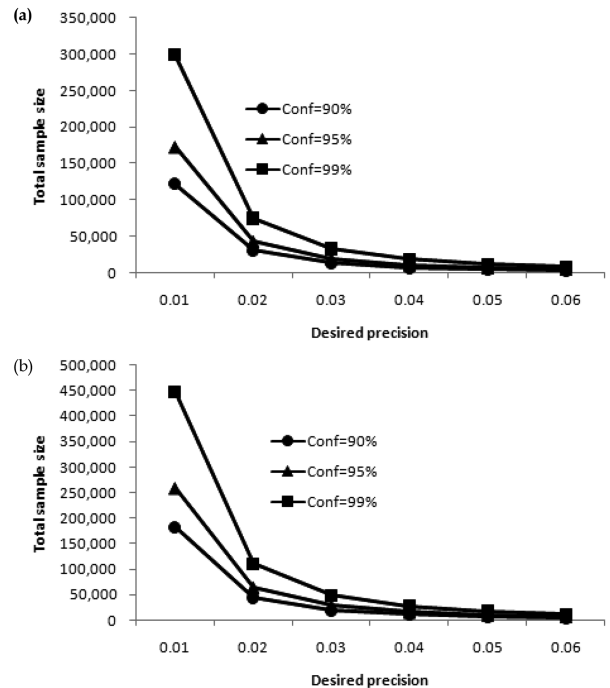 (a)
350,000
300,000
250,000
200,000
150,000
100,000
50,000
0
Total sample size
Conf=90%
Conf=95%
Conf=99%
0.01 0.02 0.03 0.04 0.05 0.06
Desired precision
(b)
500,000
450,000
400,000
350,000
300,000
250,000
200,000
150,000
100,000
50,000
0
Total sample size
Conf=90%
Conf=95%
Conf=99%
0.01 0.02 0.03 0.04 0.05 0.06
Desired precision